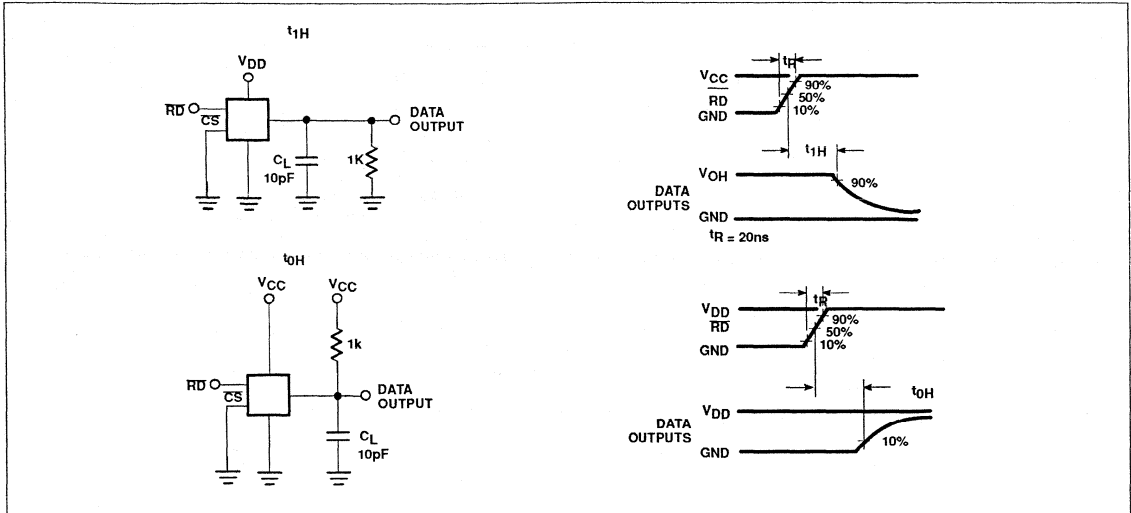 t1H
VDD
RD
CS
DATA
OUTPUT
CL
10pF
1K
tR
VCC
RD
GND
90%
50%
10%
t1H
VOH
90%
DATA
OUTPUTS
GND
tR = 20ns
t0H
VCC
VCC
1k
RD
CS
DATA
OUTPUT
CL
10pF
tR
VDD
RD
GND
90%
50%
10%
t0H
VDD
DATA
OUTPUTS
GND
10%